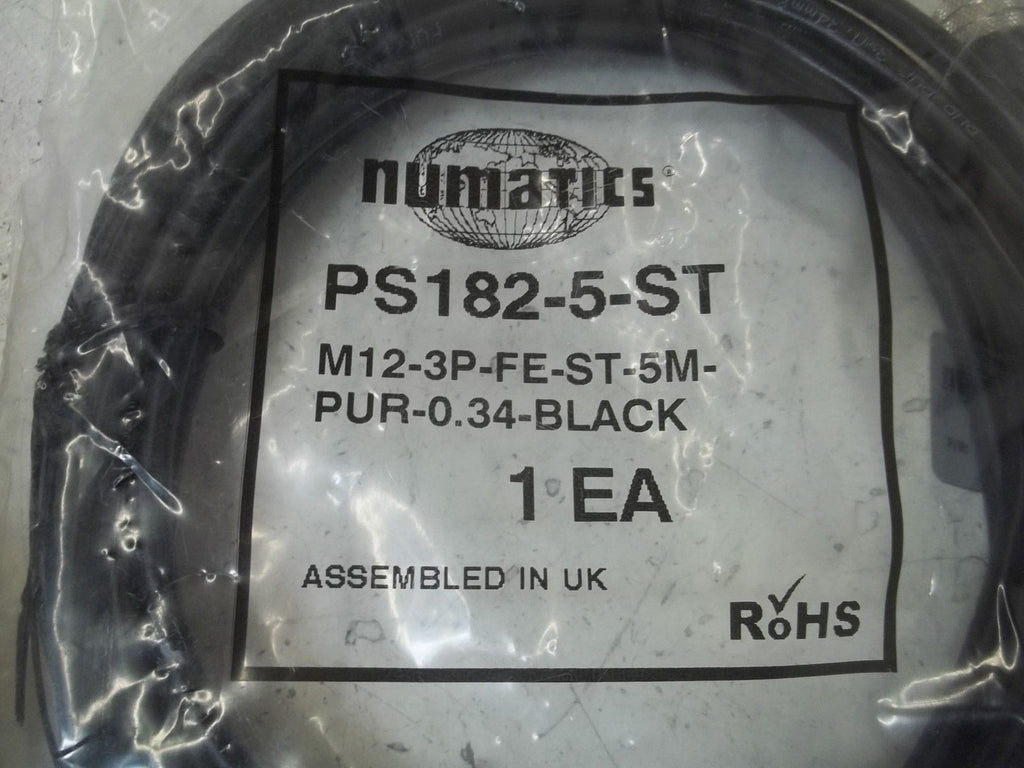 numatics®
PS182-5-ST
M12-3P-FE-ST-5M-
PUR-0.34-BLACK
1 EA
ASSEMBLED IN UK
RoHS